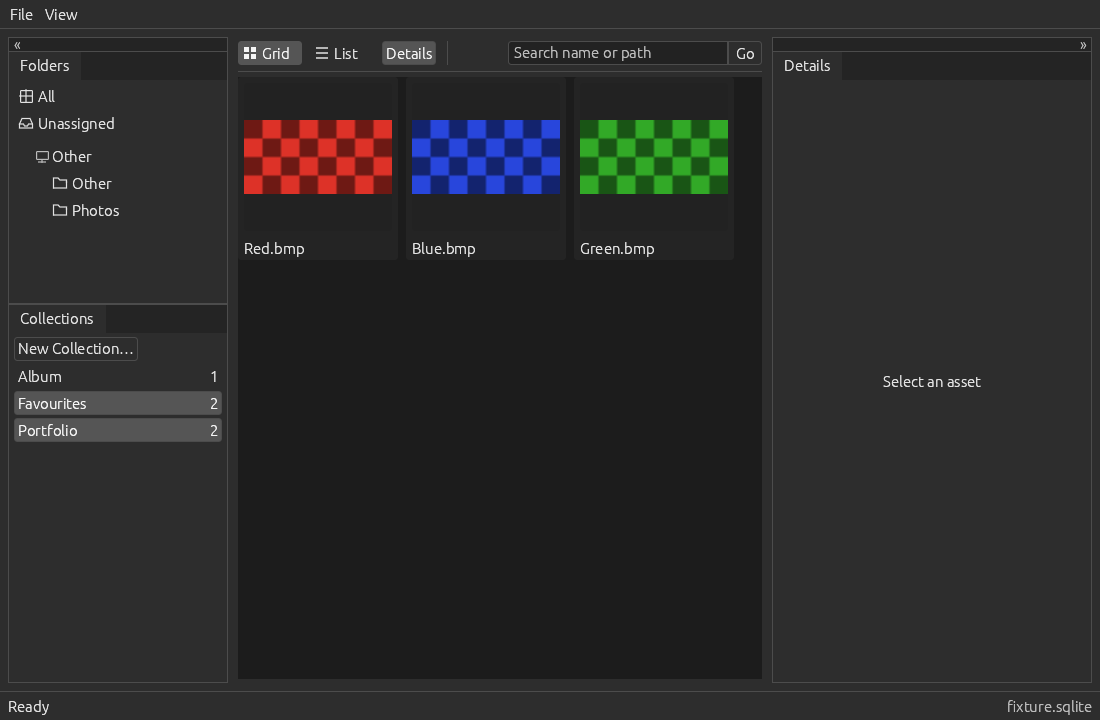 File View
«
Folders
All
Unassigned
Other
Other
Photos
Collections
New Collection...
Album 1
Favourites 2
Portfolio 2
Grid List Details Search name or path Go
Red.bmp Blue.bmp Green.bmp
»
Details
Select an asset
Ready fixture.sqlite